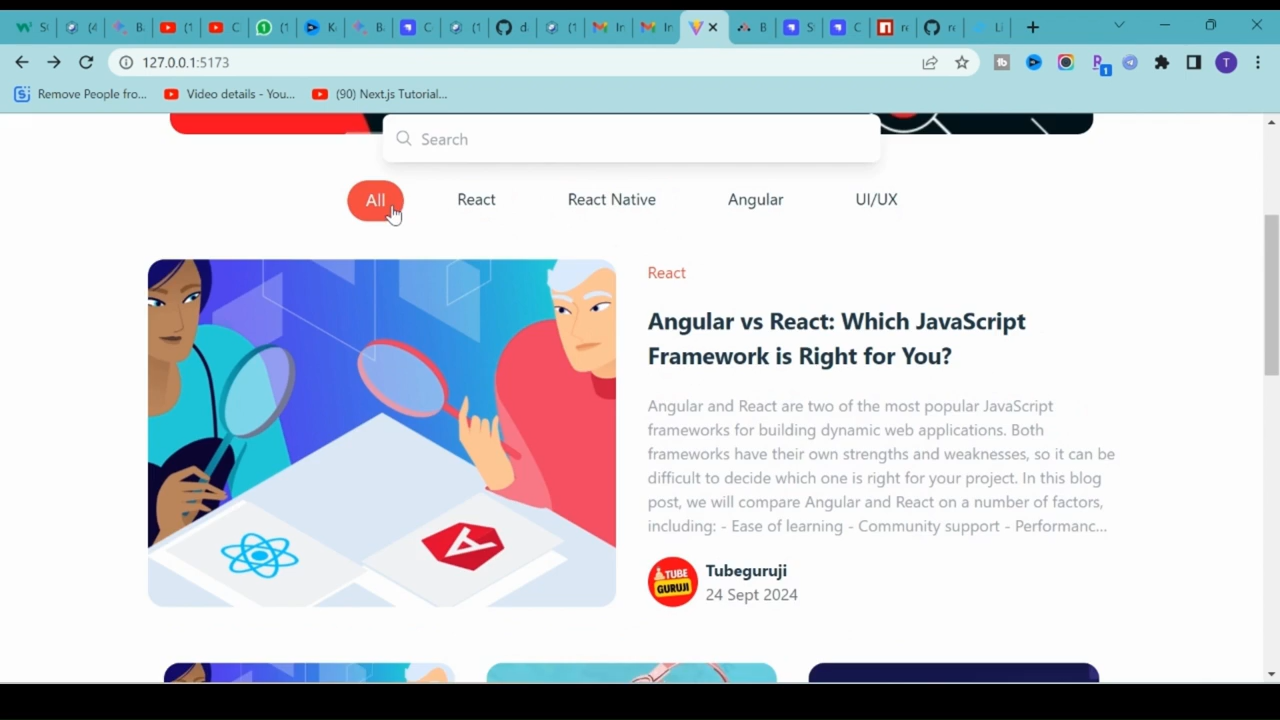 127.0.0.1:5173
Remove People fro...
Video details - You...
(90) Next.js Tutorial...
Search
All
React
React Native
Angular
UI/UX
React
Angular vs React: Which JavaScript
Framework is Right for You?
Angular and React are two of the most popular JavaScript
frameworks for building dynamic web applications. Both
frameworks have their own strengths and weaknesses, so it can be
difficult to decide which one is right for your project. In this blog
post, we will compare Angular and React on a number of factors,
including: - Ease of learning - Community support - Performanc...
TUBE
GURUJI
Tubeguruji
24 Sept 2024